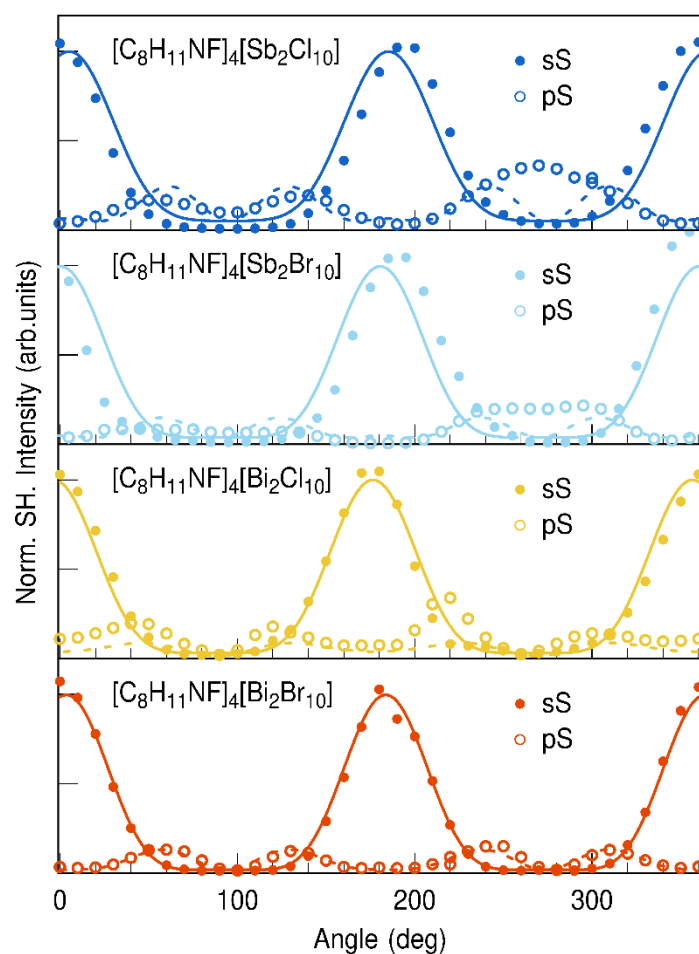 [C₈H₁₁NF]₄[Sb₂Cl₁₀]
sS
pS
[C₈H₁₁NF]₄[Sb₂Br₁₀]
sS
pS
[C₈H₁₁NF]₄[Bi₂Cl₁₀]
sS
pS
[C₈H₁₁NF]₄[Bi₂Br₁₀]
sS
pS
Norm. SH. Intensity (arb.units)
0 100 200 300
Angle (deg)